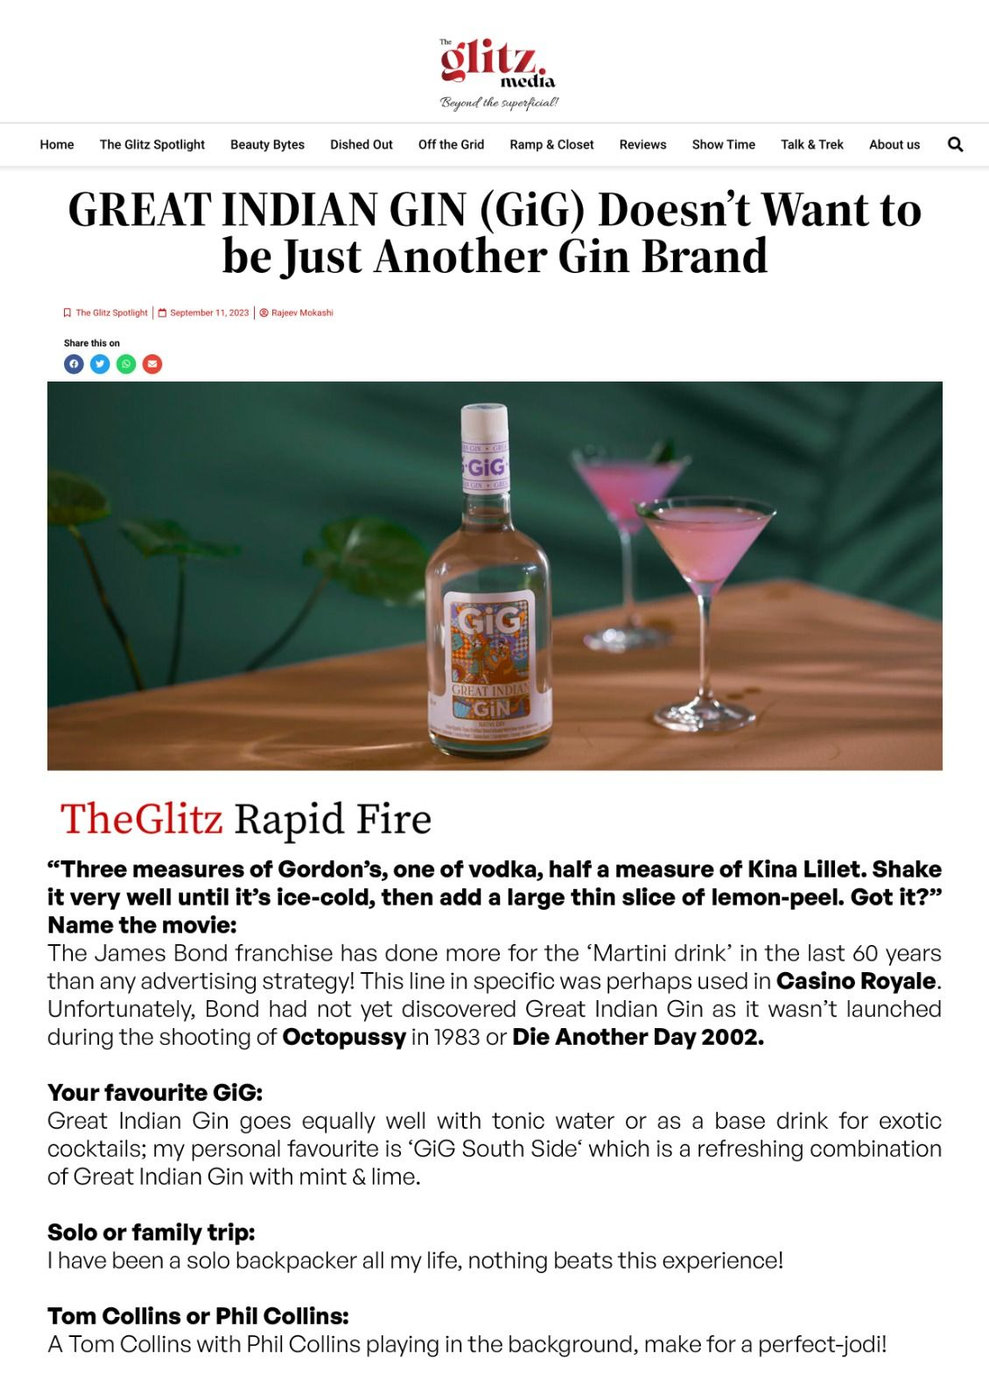 The
glitz.
media
Beyond the superficial!
Home The Glitz Spotlight Beauty Bytes Dished Out Off the Grid Ramp & Closet Reviews Show Time Talk & Trek About us
GREAT INDIAN GIN (GiG) Doesn’t Want to
be Just Another Gin Brand
The Glitz Spotlight September 11, 2023 Rajeev Mokashi
Share this on
GiG
GiG
GREAT INDIAN
GiN
TheGlitz Rapid Fire
“Three measures of Gordon’s, one of vodka, half a measure of Kina Lillet. Shake
it very well until it’s ice-cold, then add a large thin slice of lemon-peel. Got it?”
Name the movie:
The James Bond franchise has done more for the ‘Martini drink’ in the last 60 years
than any advertising strategy! This line in specific was perhaps used in Casino Royale.
Unfortunately, Bond had not yet discovered Great Indian Gin as it wasn’t launched
during the shooting of Octopussy in 1983 or Die Another Day 2002.
Your favourite GiG:
Great Indian Gin goes equally well with tonic water or as a base drink for exotic
cocktails; my personal favourite is ‘GiG South Side‘ which is a refreshing combination
of Great Indian Gin with mint & lime.
Solo or family trip:
I have been a solo backpacker all my life, nothing beats this experience!
Tom Collins or Phil Collins:
A Tom Collins with Phil Collins playing in the background, make for a perfect-jodi!